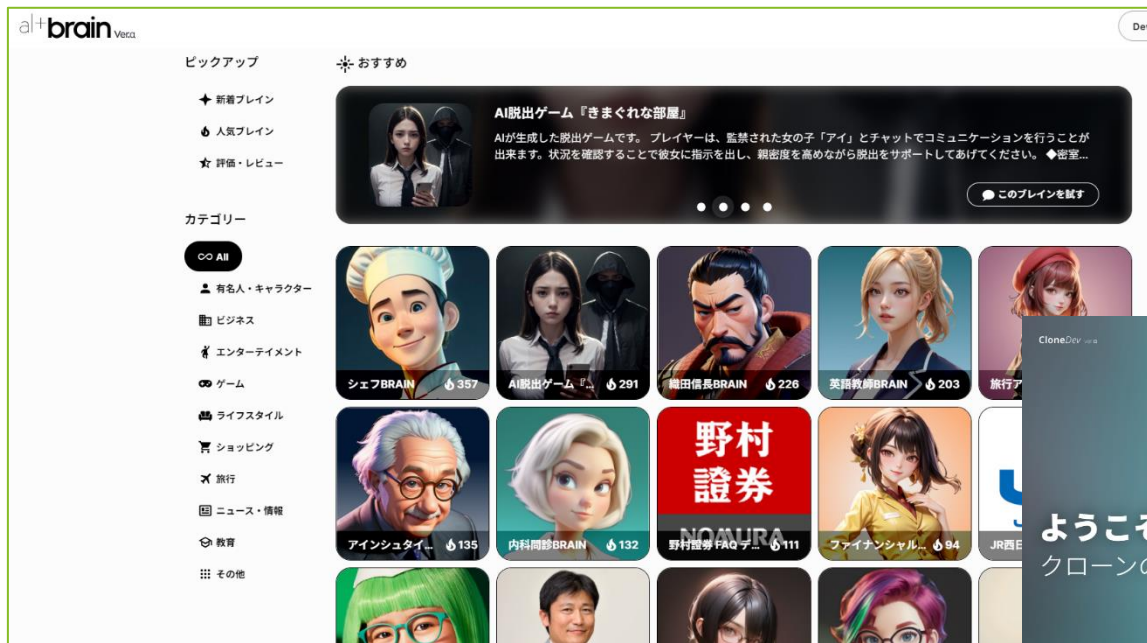 al+brain Ver.α
De
ピックアップ
新着ブレイン
人気ブレイン
評価・レビュー
カテゴリー
All
有名人・キャラクター
ビジネス
エンターテイメント
ゲーム
ライフスタイル
ショッピング
旅行
ニュース・情報
教育
その他
おすすめ
AI脱出ゲーム『きまぐれな部屋』
AIが生成した脱出ゲームです。 プレイヤーは、監禁された女の子「アイ」とチャットでコミュニケーションを行うことが
出来ます。状況を確認することで彼女に指示を出し、親密度を高めながら脱出をサポートしてあげてください。 ◆密室...
このブレインを試す
シェフBRAIN 357
AI脱出ゲーム『... 291
織田信長BRAIN 226
英語教師BRAIN 203
旅行ア
アインシュタイ... 135
内科問診BRAIN 132
野村
證券
NOMURA
野村證券 FAQ デ... 111
ファイナンシャル... 94
JR西日
CloneDev
ようこそ
クローンの